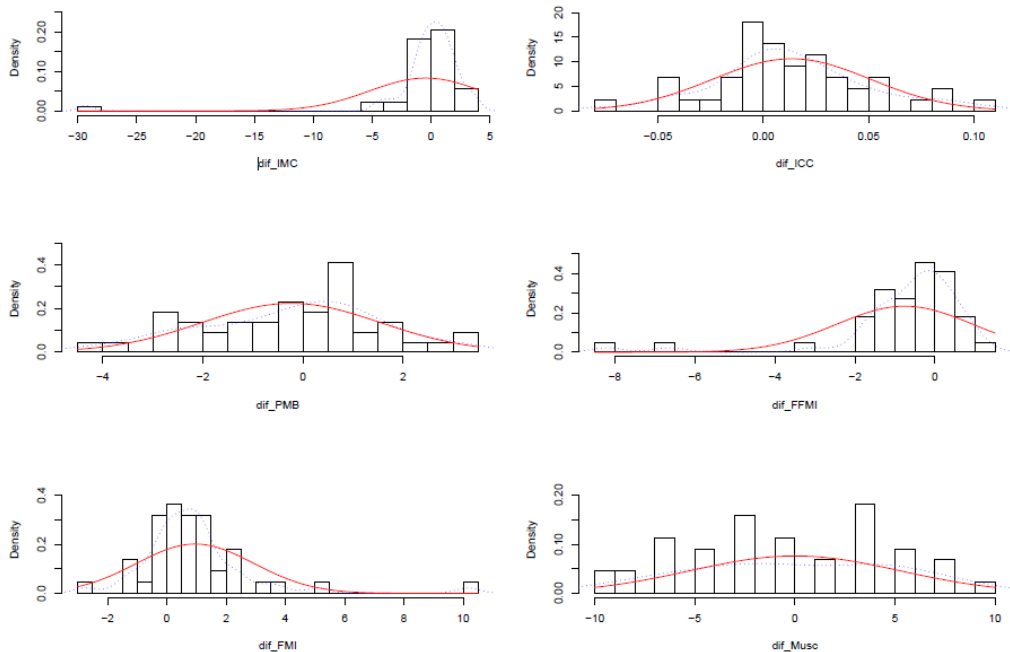 Density
0.00 0.10 0.20
−30 −25 −20 −15 −10 −5 0 5
dif_IMC
Density
0 5 10 15 20
−0.05 0.00 0.05 0.10
dif_ICC
Density
0.0 0.2 0.4
−4 −2 0 2
dif_PMB
Density
0.0 0.2 0.4
−8 −6 −4 −2 0
dif_FFMI
Density
0.0 0.2 0.4
−2 0 2 4 6 8 10
dif_FMI
Density
0.00 0.10 0.20
−10 −5 0 5 10
dif_Musc